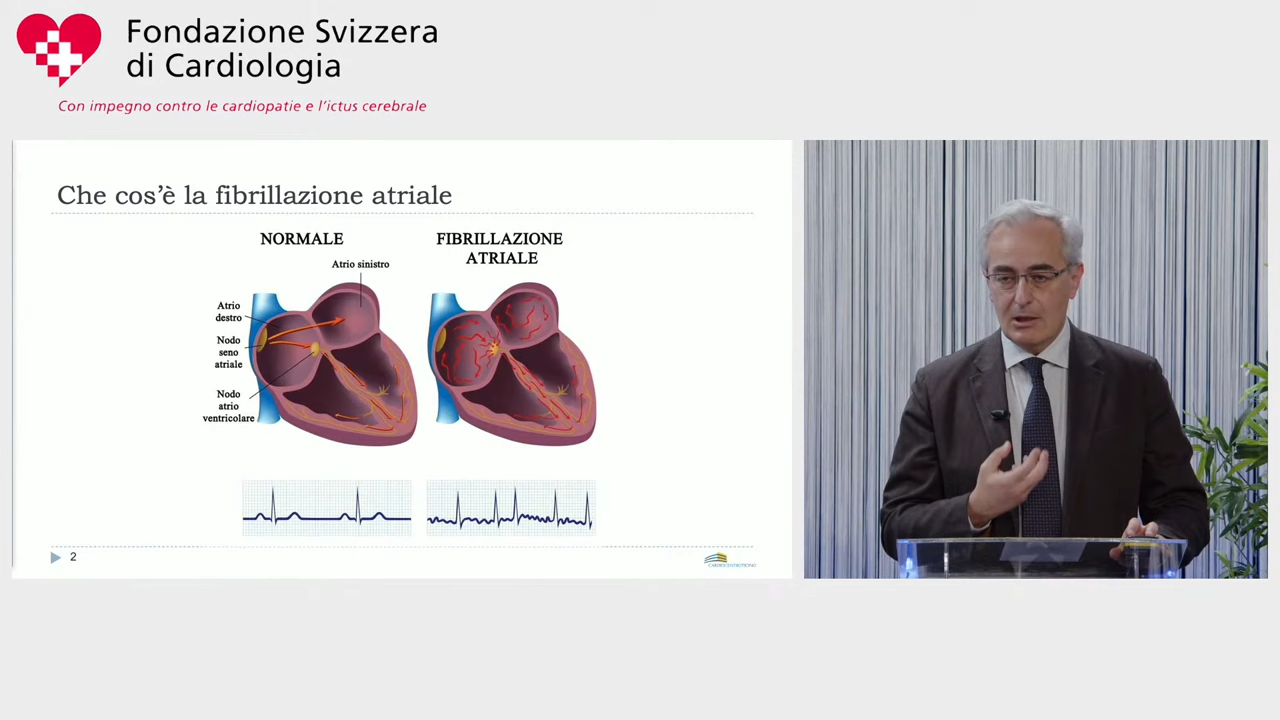 Fondazione Svizzera
di Cardiologia
Con impegno contro le cardiopatie e l'ictus cerebrale
Che cos'è la fibrillazione atriale
NORMALE
FIBRILLAZIONE
ATRIALE
Atrio sinistro
Atrio
destro
Nodo
seno
atriale
Nodo
atrio
ventricolare
2
CARDIOCENTROTICINO